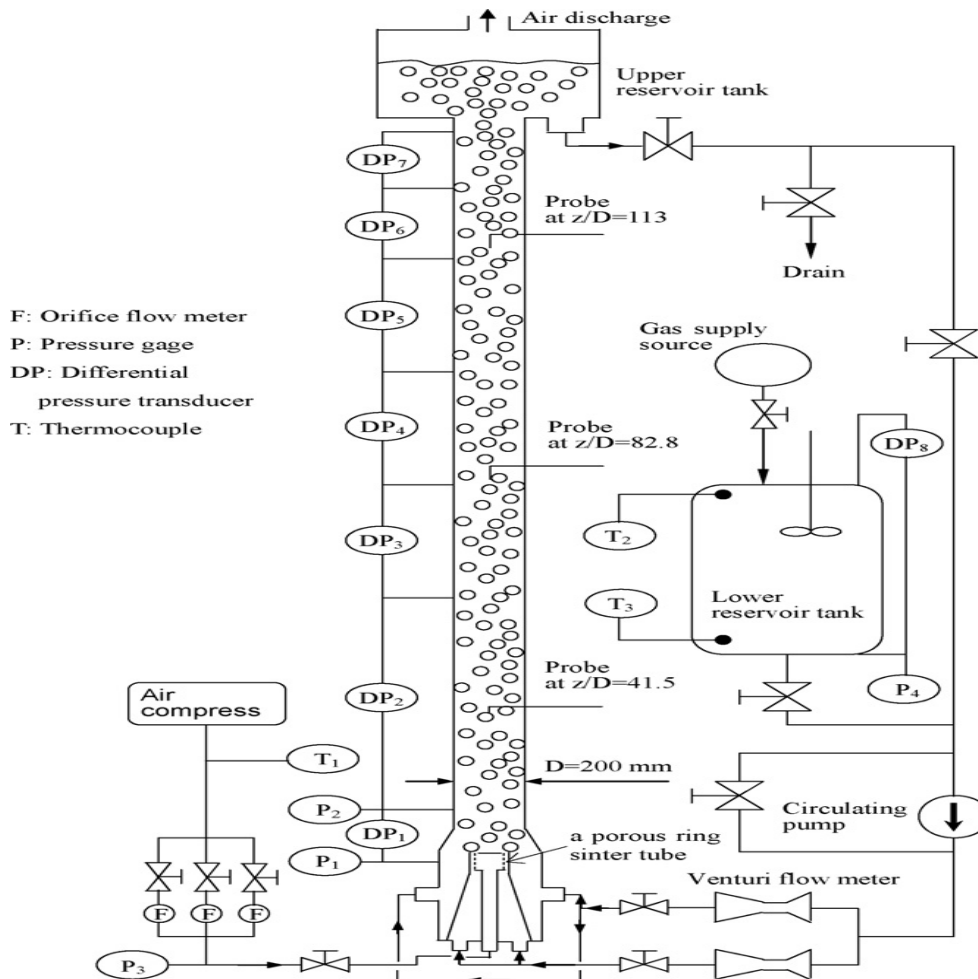 Air discharge
Upper
reservoir tank
DP₇
Probe
at z/D=113
DP₆
Drain
F: Orifice flow meter
P: Pressure gage
DP: Differential
pressure transducer
T: Thermocouple
DP₅
Gas supply
source
DP₄
Probe
at z/D=82.8
DP₈
T₂
DP₃
T₃
Lower
reservoir tank
Probe
at z/D=41.5
P₄
Air
compress
DP₂
T₁
D=200 mm
P₂
Circulating
pump
DP₁
a porous ring
sinter tube
P₁
Venturi flow meter
F
F
F
P₃